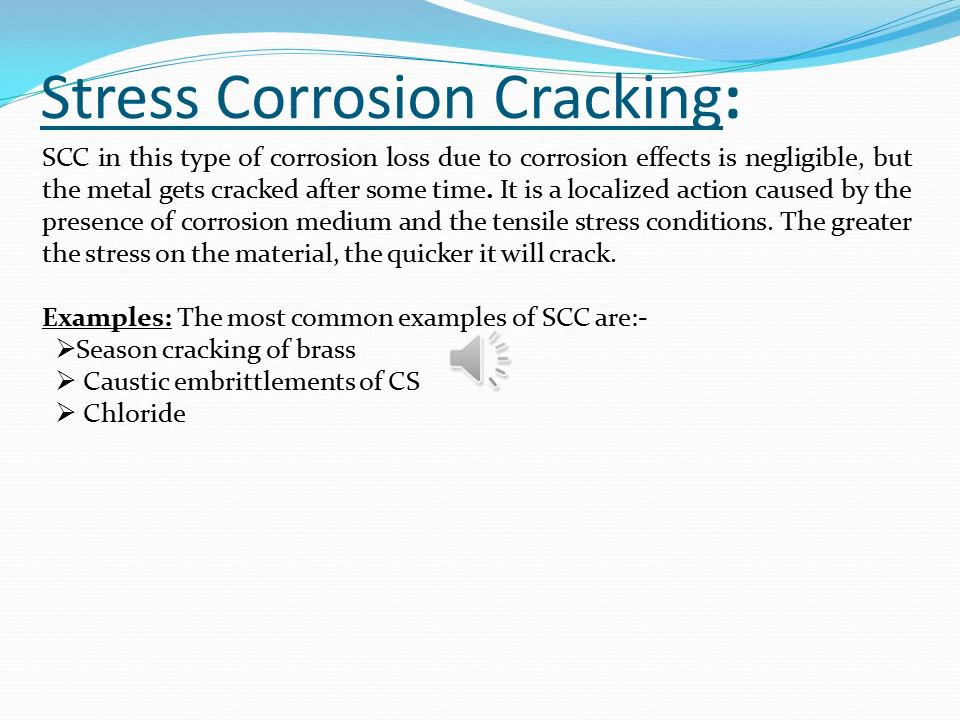 Stress Corrosion Cracking:
SCC in this type of corrosion loss due to corrosion effects is negligible, but
the metal gets cracked after some time. It is a localized action caused by the
presence of corrosion medium and the tensile stress conditions. The greater
the stress on the material, the quicker it will crack.
Examples: The most common examples of SCC are:-
➢Season cracking of brass
➢ Caustic embrittlements of CS
➢ Chloride